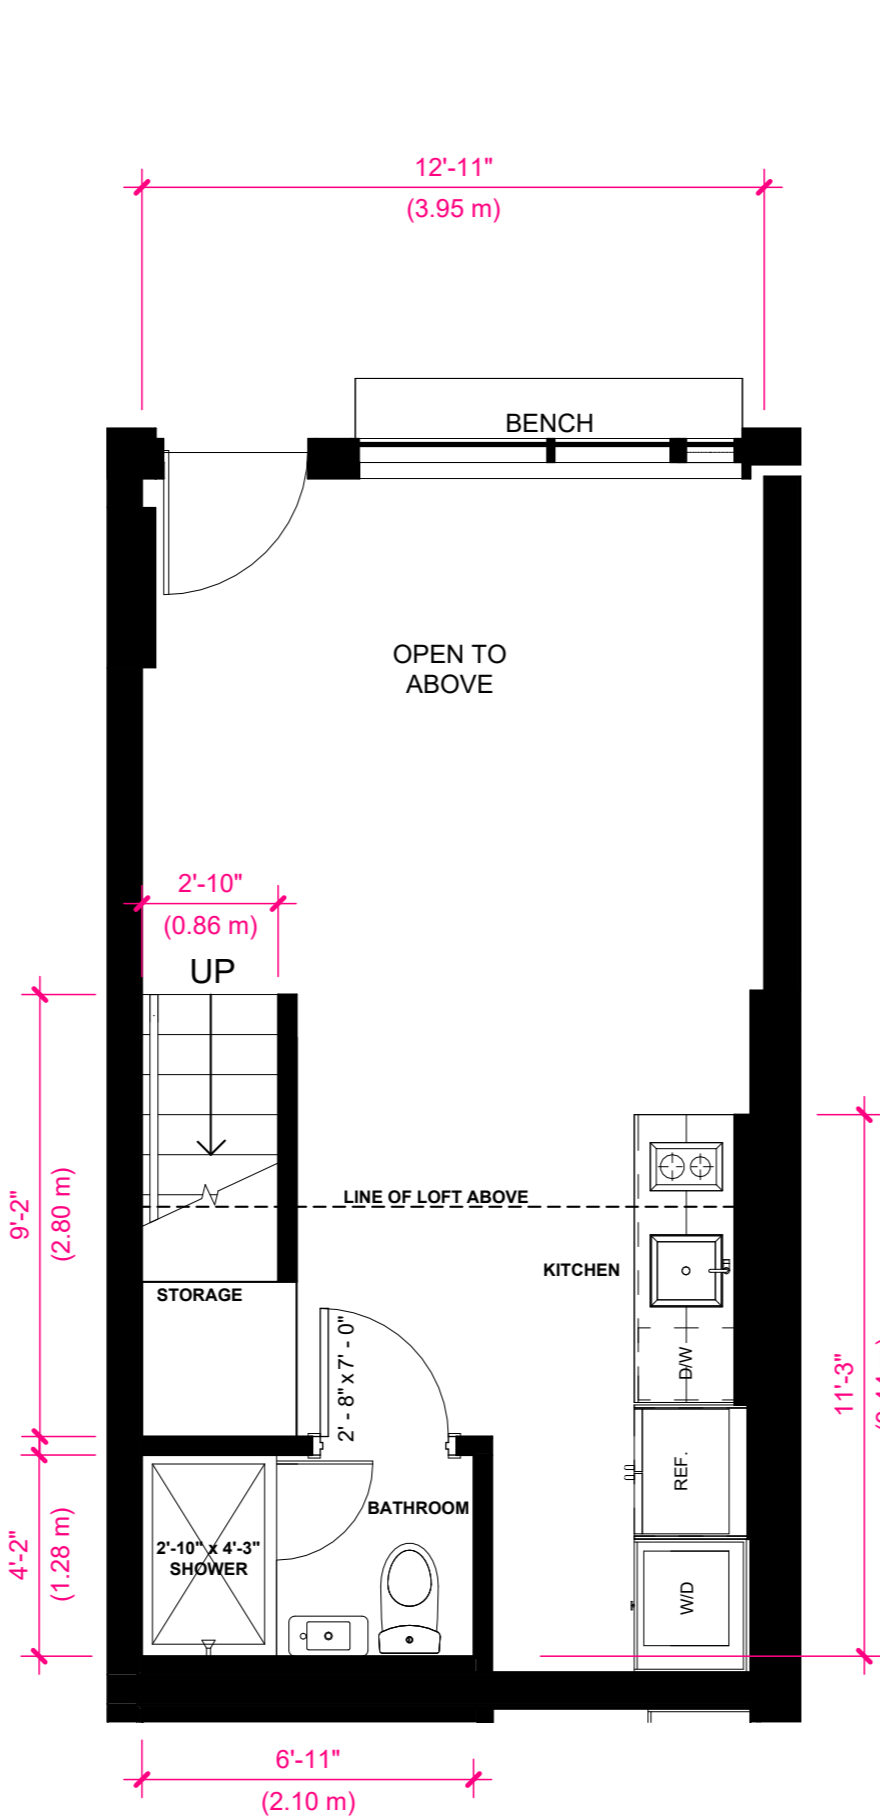 12'-11"
(3.95 m)
BENCH
OPEN TO
ABOVE
2'-10"
(0.86 m)
UP
9'-2"
(2.80 m)
LINE OF LOFT ABOVE
KITCHEN
STORAGE
2' - 8" x 7' - 0"
D/W
11'-3"
REF.
BATHROOM
2'-10" x 4'-3"
SHOWER
4'-2"
(1.28 m)
W/D
6'-11"
(2.10 m)